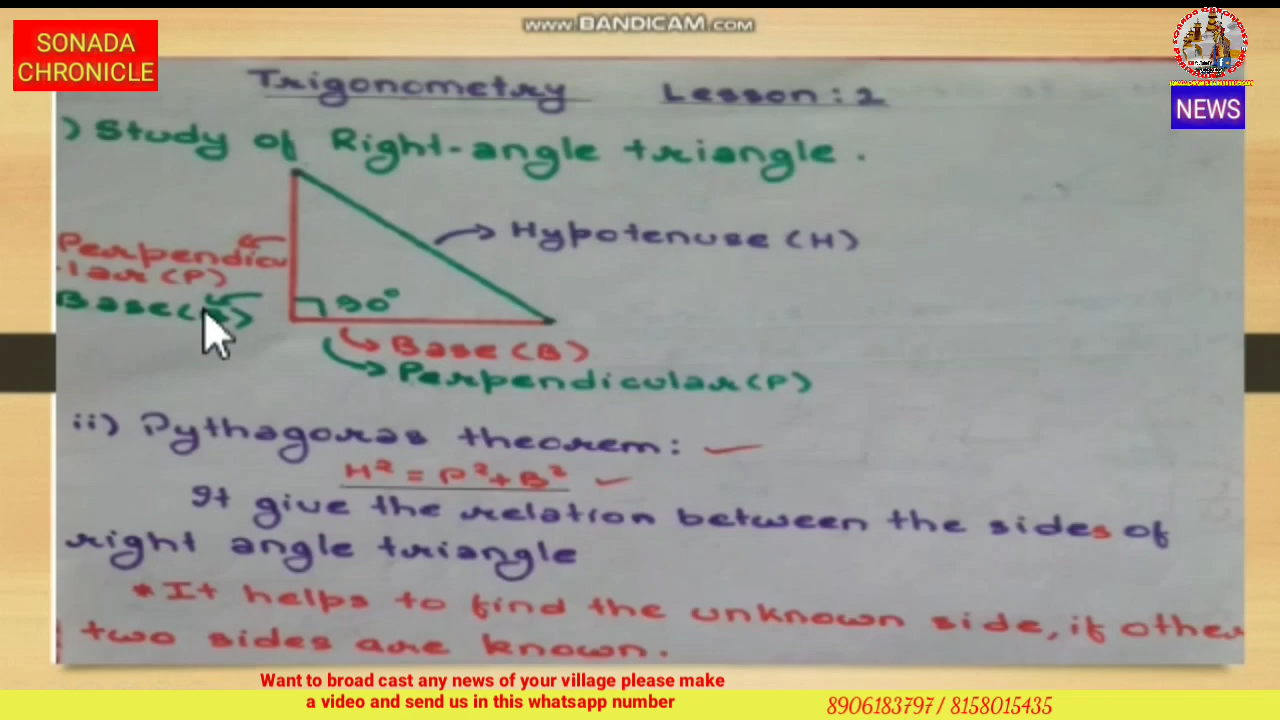 www.BANDICAM.com
SONADA
CHRONICLE
NEWS
Trigonometry Lesson:2
) Study of Right-angle triangle.
Hypotenuse (H)
Perpendicu
-lar (P)
Base(
90°
Base (B)
Perpendicular (P)
ii) Pythagoras theorem:
H² = P²+B²
It give the relation between the sides of
right angle triangle
*It helps to find the unknown side, if other
two sides are known.
Want to broad cast any news of your village please make
a video and send us in this whatsapp number
8906183797 / 8158015435